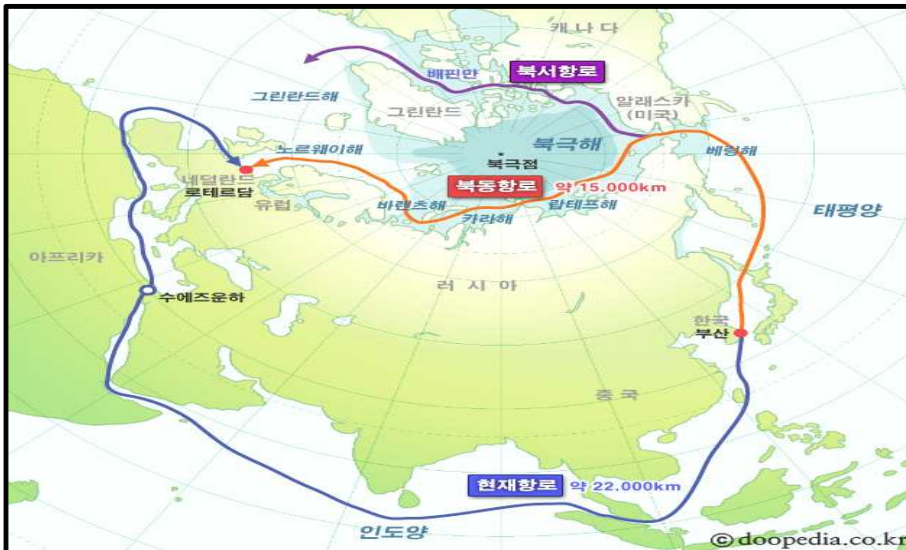 캐나다
북서항로
배핀만
그린란드해
그린란드
알래스카
(미국)
북극해
베링해
노르웨이해
북극점
네덜란드
로테르담
유럽
북동항로 약 15,000km
바렌츠해
카라해
랍테프해
태평양
아프리카
러시아
수에즈운하
한국
부산
중국
현재항로 약 22,000km
인도양
© doopedia.co.kr